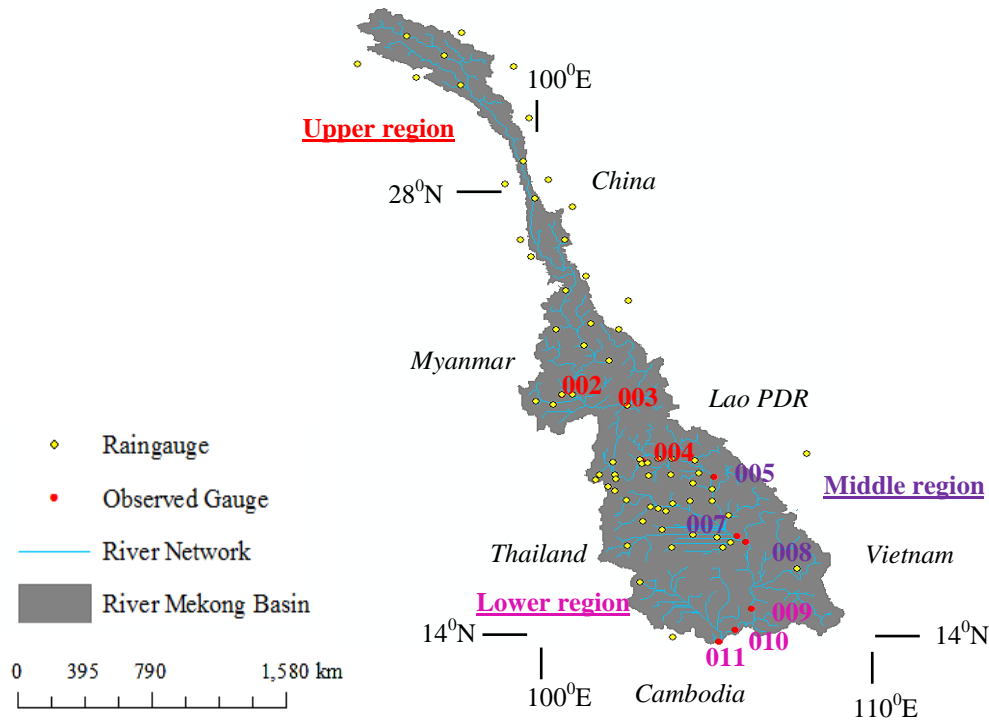 100⁰E
Upper region
China
28⁰N
Myanmar
002
003
Lao PDR
004
Raingauge
005
Observed Gauge
Middle region
007
River Network
Thailand
008
Vietnam
River Mekong Basin
Lower region
009
14⁰N
010
14⁰N
011
0 395 790 1,580 km
100⁰E
Cambodia
110⁰E